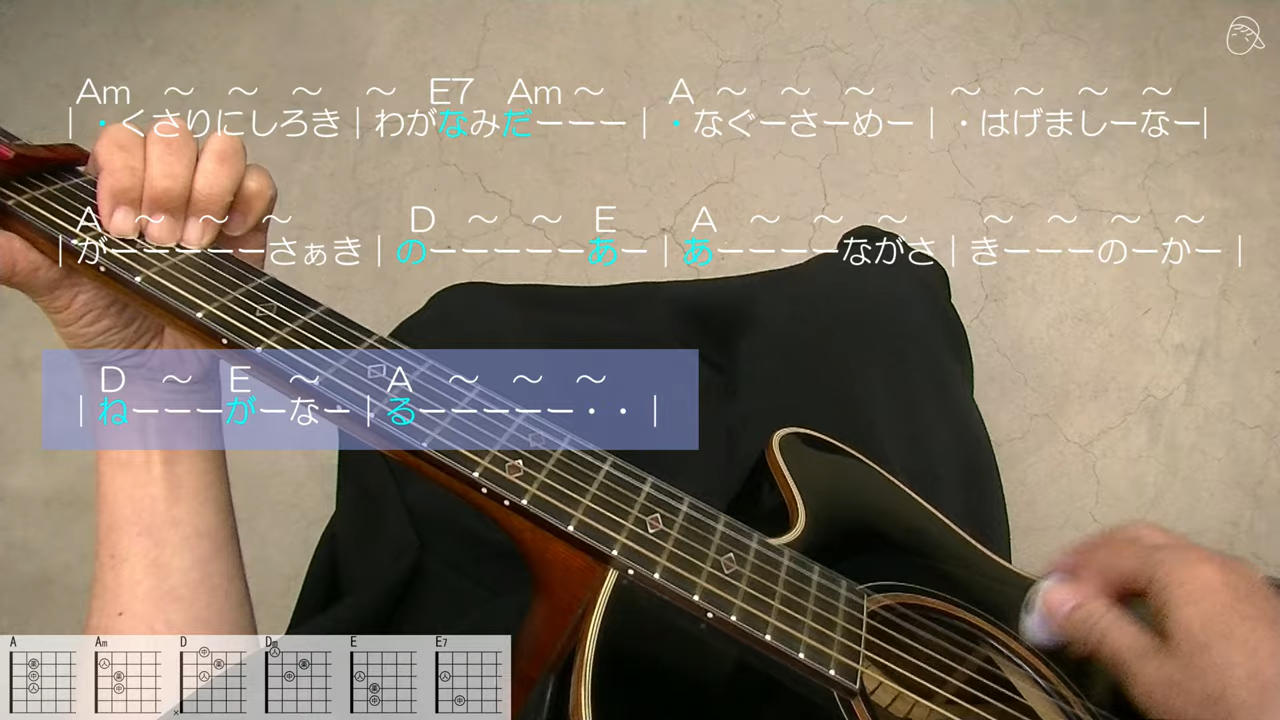 Am ～ ～ ～ ～ E7 Am ～ A ～ ～ ～ ～ ～ ～ ～
|・くさりにしろき|わがなみだーーー|・なぐーさーめー|・はげましーなー|
A ～ ～ ～ D ～ ～ E A ～ ～ ～ ～ ～ ～ ～
|がーーーーーさぁき|のーーーーーあー|あーーーーながさ|きーーーのーかー|
D ～ E ～ A ～ ～ ～
|ねーーーがーなー|るーーーーー・・|
A Am D Dm E E7